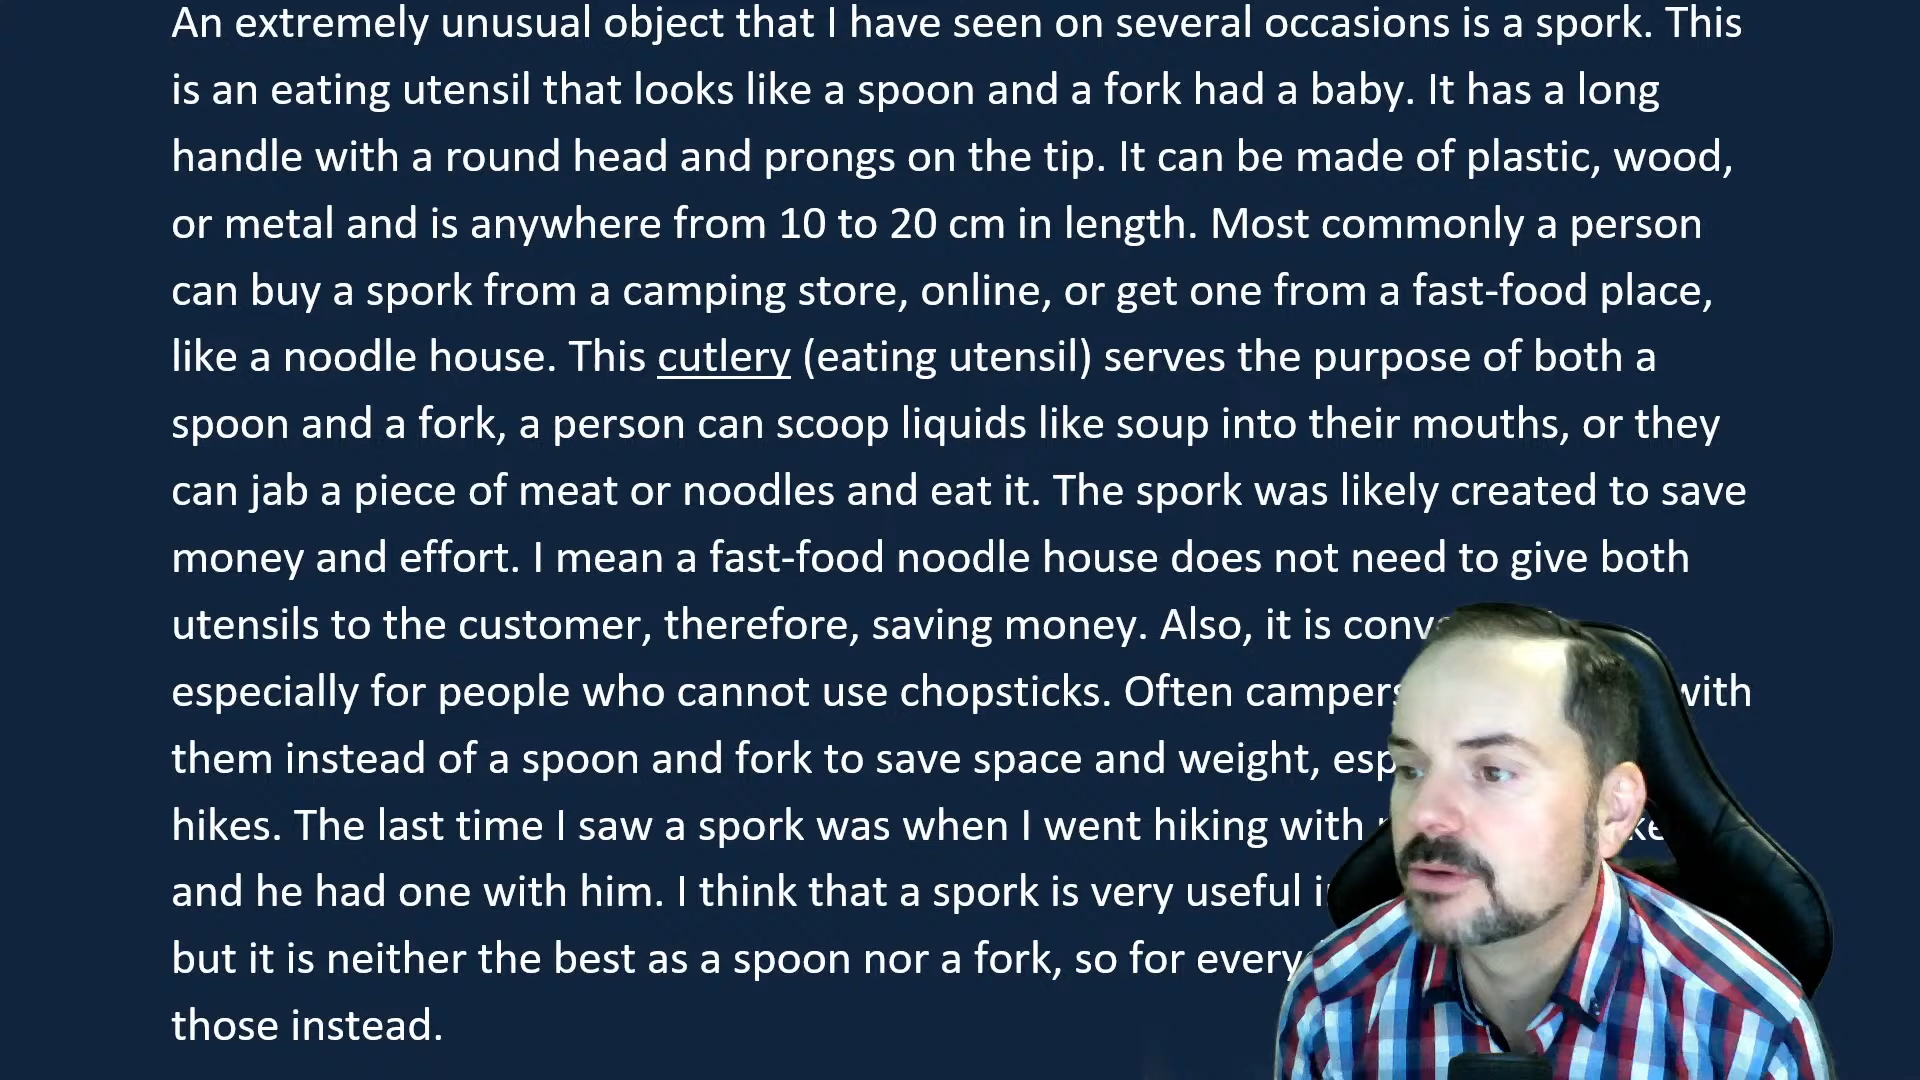 An extremely unusual object that I have seen on several occasions is a spork. This
is an eating utensil that looks like a spoon and a fork had a baby. It has a long
handle with a round head and prongs on the tip. It can be made of plastic, wood,
or metal and is anywhere from 10 to 20 cm in length. Most commonly a person
can buy a spork from a camping store, online, or get one from a fast-food place,
like a noodle house. This cutlery (eating utensil) serves the purpose of both a
spoon and a fork, a person can scoop liquids like soup into their mouths, or they
can jab a piece of meat or noodles and eat it. The spork was likely created to save
money and effort. I mean a fast-food noodle house does not need to give both
utensils to the customer, therefore, saving money. Also, it is
especially for people who cannot use chopsticks. Often campers with
them instead of a spoon and fork to save space and weight,
hikes. The last time I saw a spork was when I went hiking with
and he had one with him. I think that a spork is very useful
but it is neither the best as a spoon nor a fork, so for
those instead.